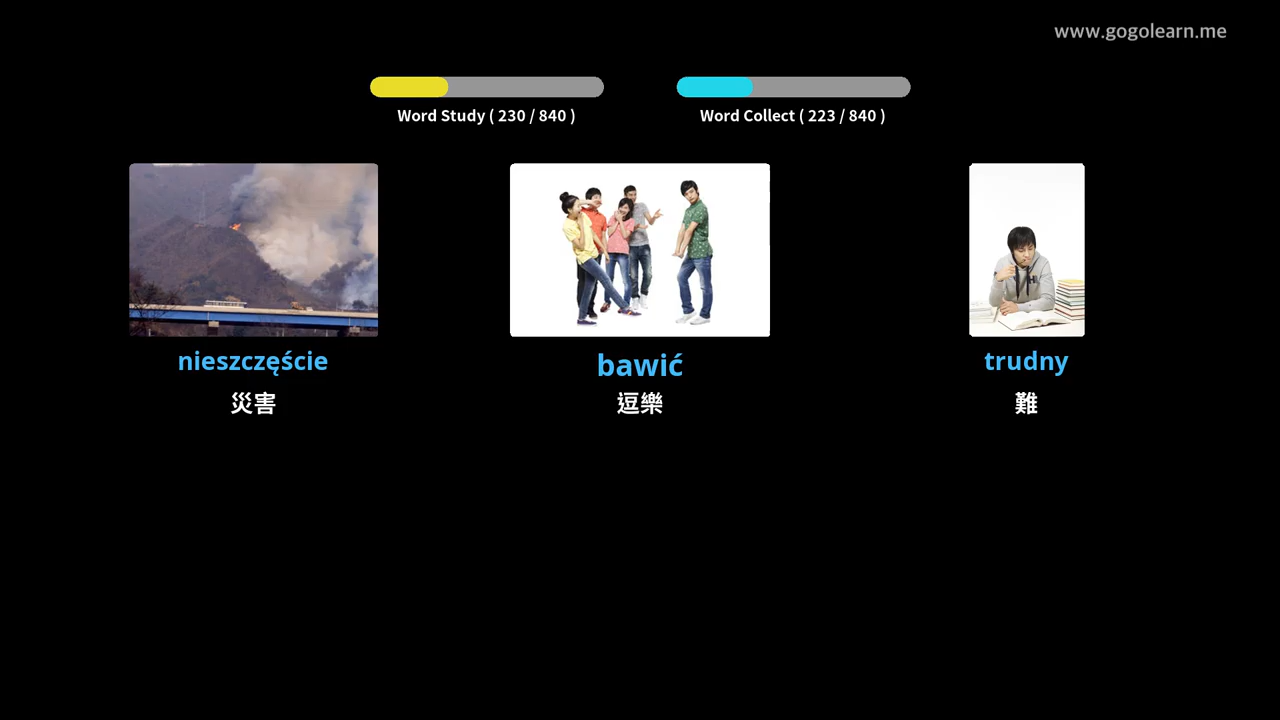 www.gogolearn.me
Word Study ( 230 / 840 )
Word Collect ( 223 / 840 )
nieszczęście
災害
bawić
逗樂
trudny
難